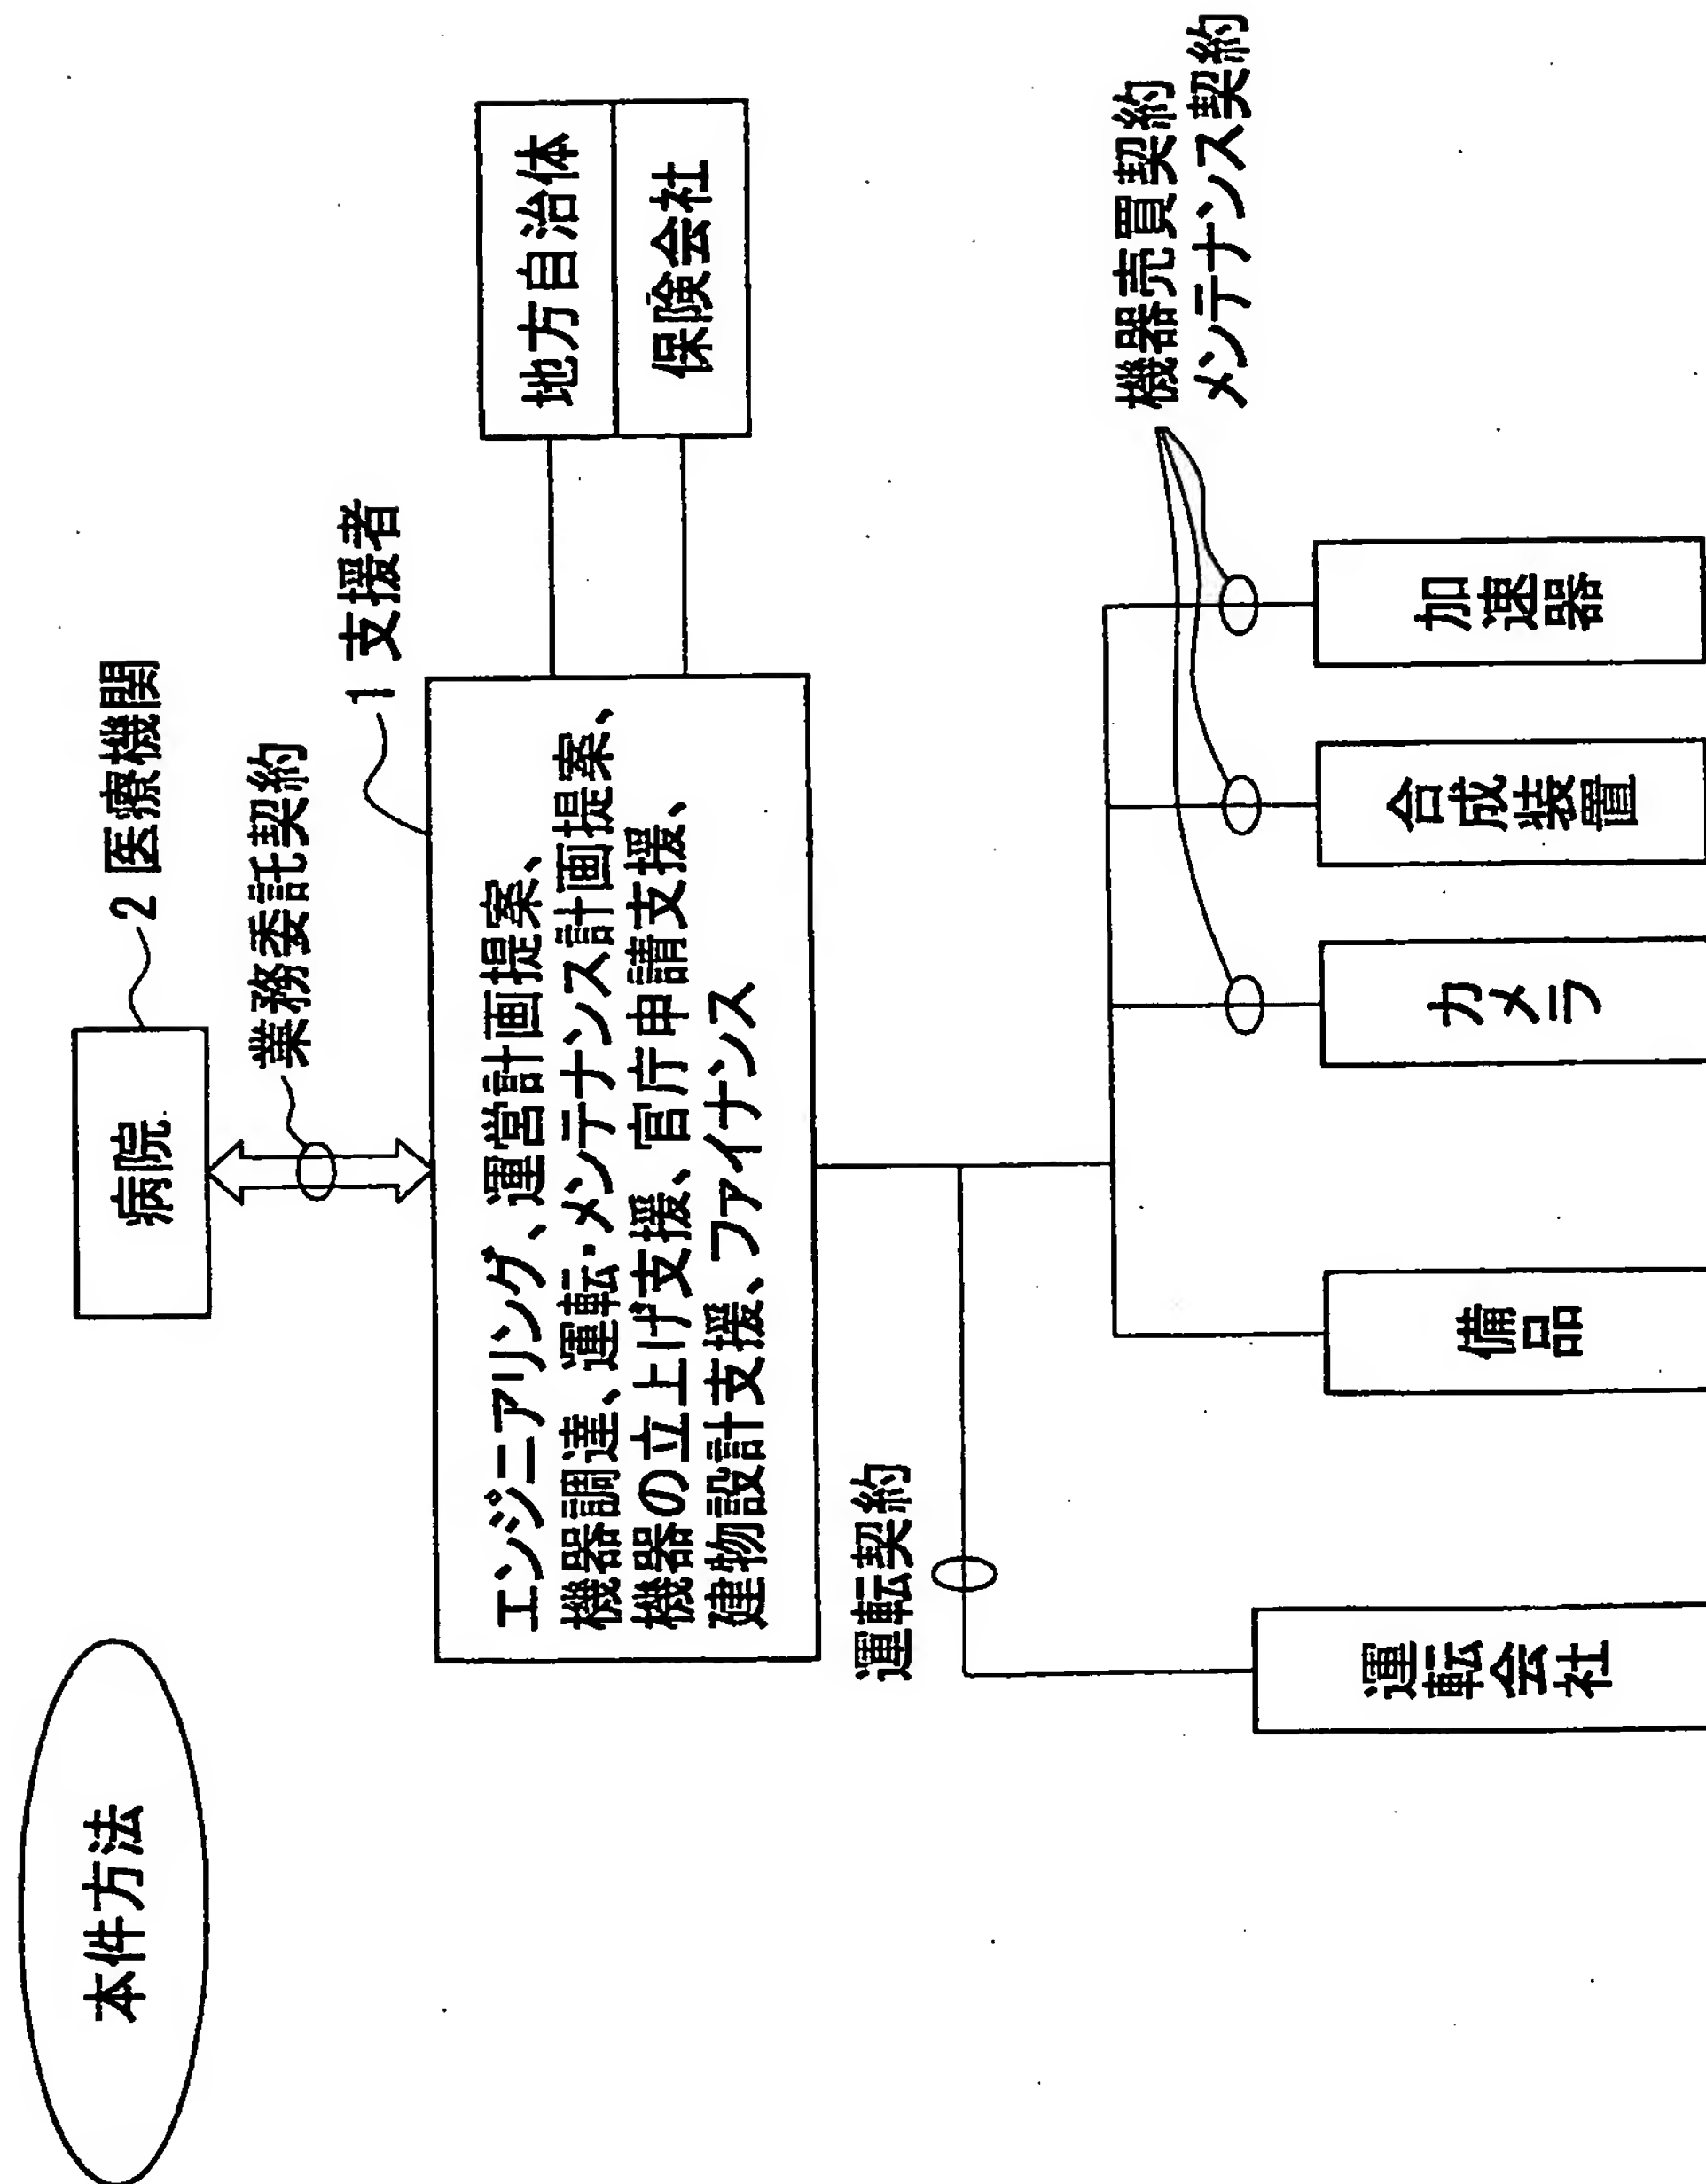 本件方法
2 医療機関
病院
業務委託契約
1 支援者
エンジニアリング、運営計画提案、
機器調達、運転・メンテナンス計画提案、
機器の立上げ支援、官庁申請支援、
建物設計支援、ファイナンス
地方自治体
保険会社
運転契約
機器売買契約
メンテナンス契約
運転会社
備品
カメラ
合成装置
加速器